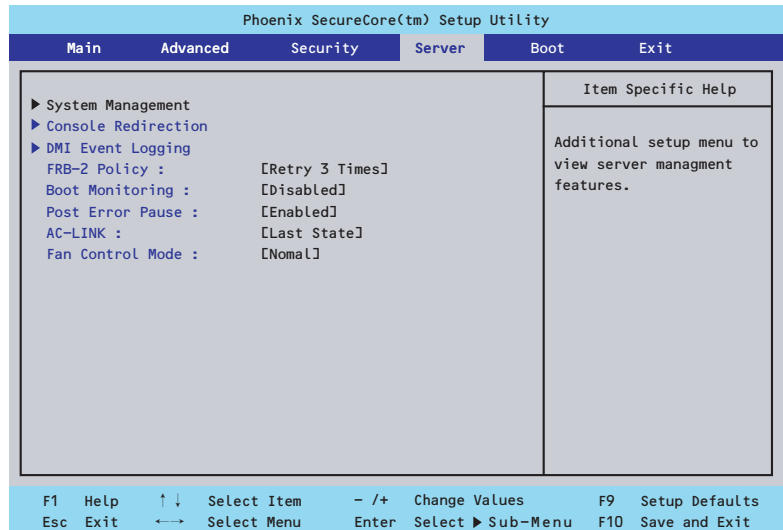 Phoenix SecureCore(tm) Setup Utility
Main Advanced Security Server Boot Exit
▶ System Management
▶ Console Redirection
▶ DMI Event Logging
FRB-2 Policy : [Retry 3 Times]
Boot Monitoring : [Disabled]
Post Error Pause : [Enabled]
AC-LINK : [Last State]
Fan Control Mode : [Nomal]
Item Specific Help
Additional setup menu to
view server managment
features.
F1 Help ↑↓ Select Item - /+ Change Values F9 Setup Defaults
Esc Exit ←→ Select Menu Enter Select ▶ Sub-Menu F10 Save and Exit